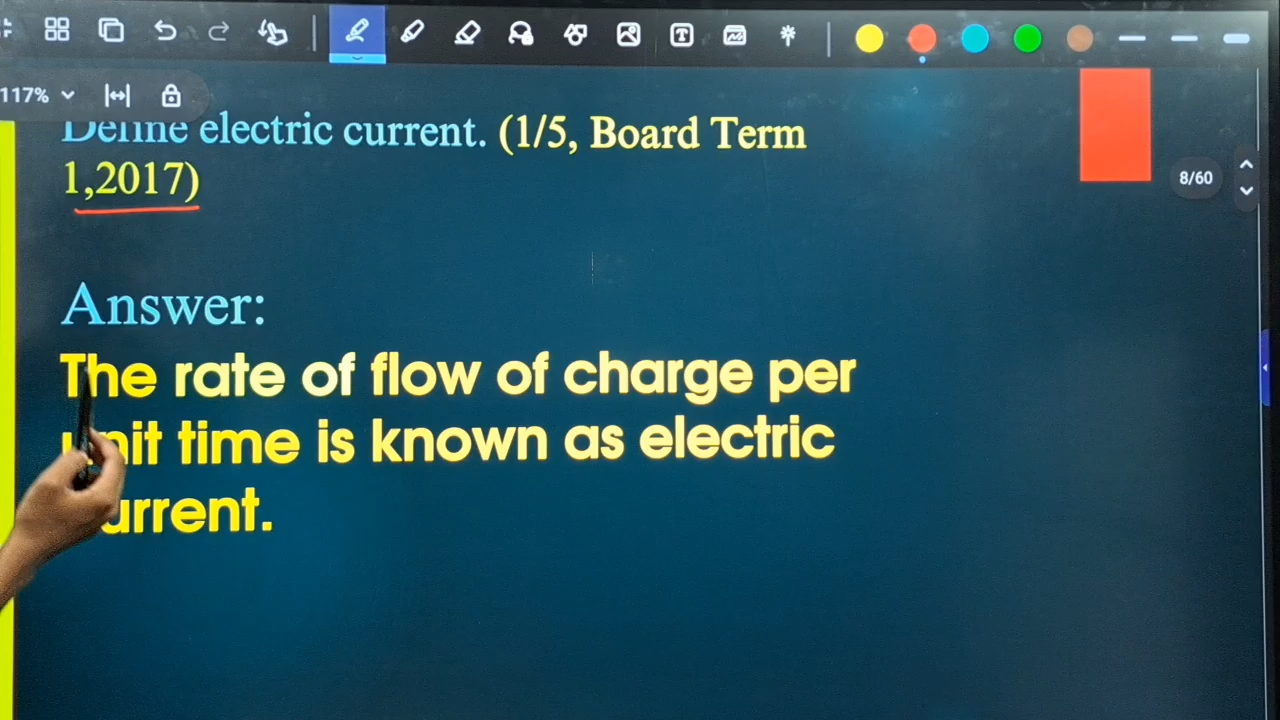 117%
Define electric current. (1/5, Board Term
1,2017)
8/60
Answer:
The rate of flow of charge per
unit time is known as electric
current.